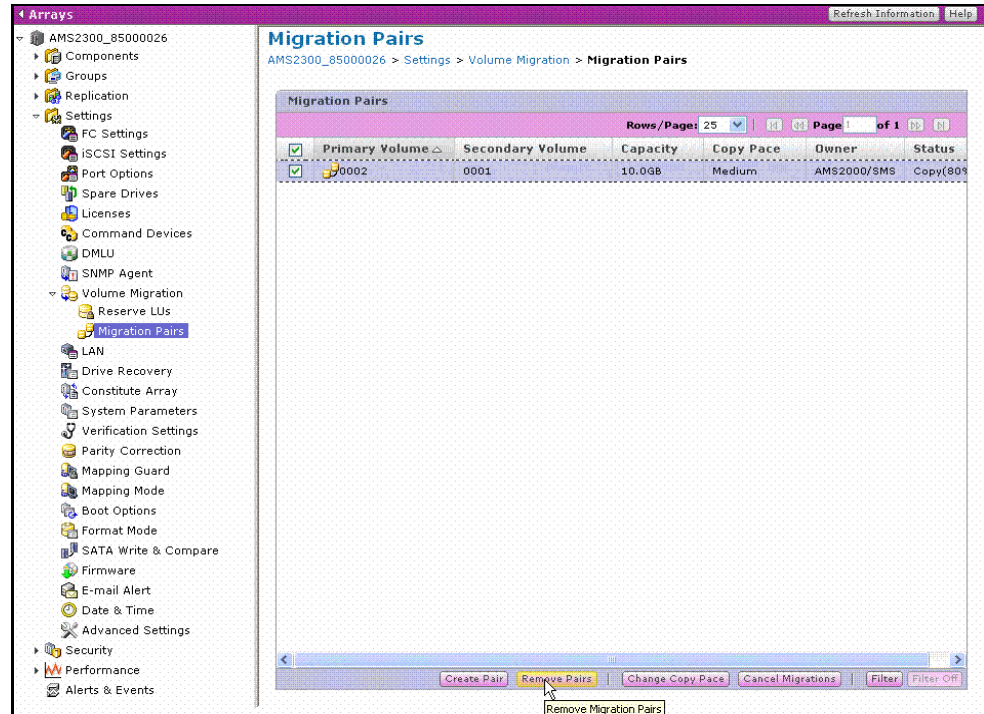 Arrays
Refresh Information Help
AMS2300_85000026
Components
Groups
Replication
Settings
FC Settings
iSCSI Settings
Port Options
Spare Drives
Licenses
Command Devices
DMLU
SNMP Agent
Volume Migration
Reserve LUs
Migration Pairs
LAN
Drive Recovery
Constitute Array
System Parameters
Verification Settings
Parity Correction
Mapping Guard
Mapping Mode
Boot Options
Format Mode
SATA Write & Compare
Firmware
E-mail Alert
Date & Time
Advanced Settings
Security
Performance
Alerts & Events
Migration Pairs
AMS2300_85000026 > Settings > Volume Migration > Migration Pairs
Migration Pairs
Rows/Page: 25 Page 1 of 1
Primary Volume Secondary Volume Capacity Copy Pace Owner Status
0002 0001 10.0GB Medium AMS2000/SMS Copy(80%
Create Pair Remove Pairs Change Copy Pace Cancel Migrations Filter Filter Off
Remove Migration Pairs